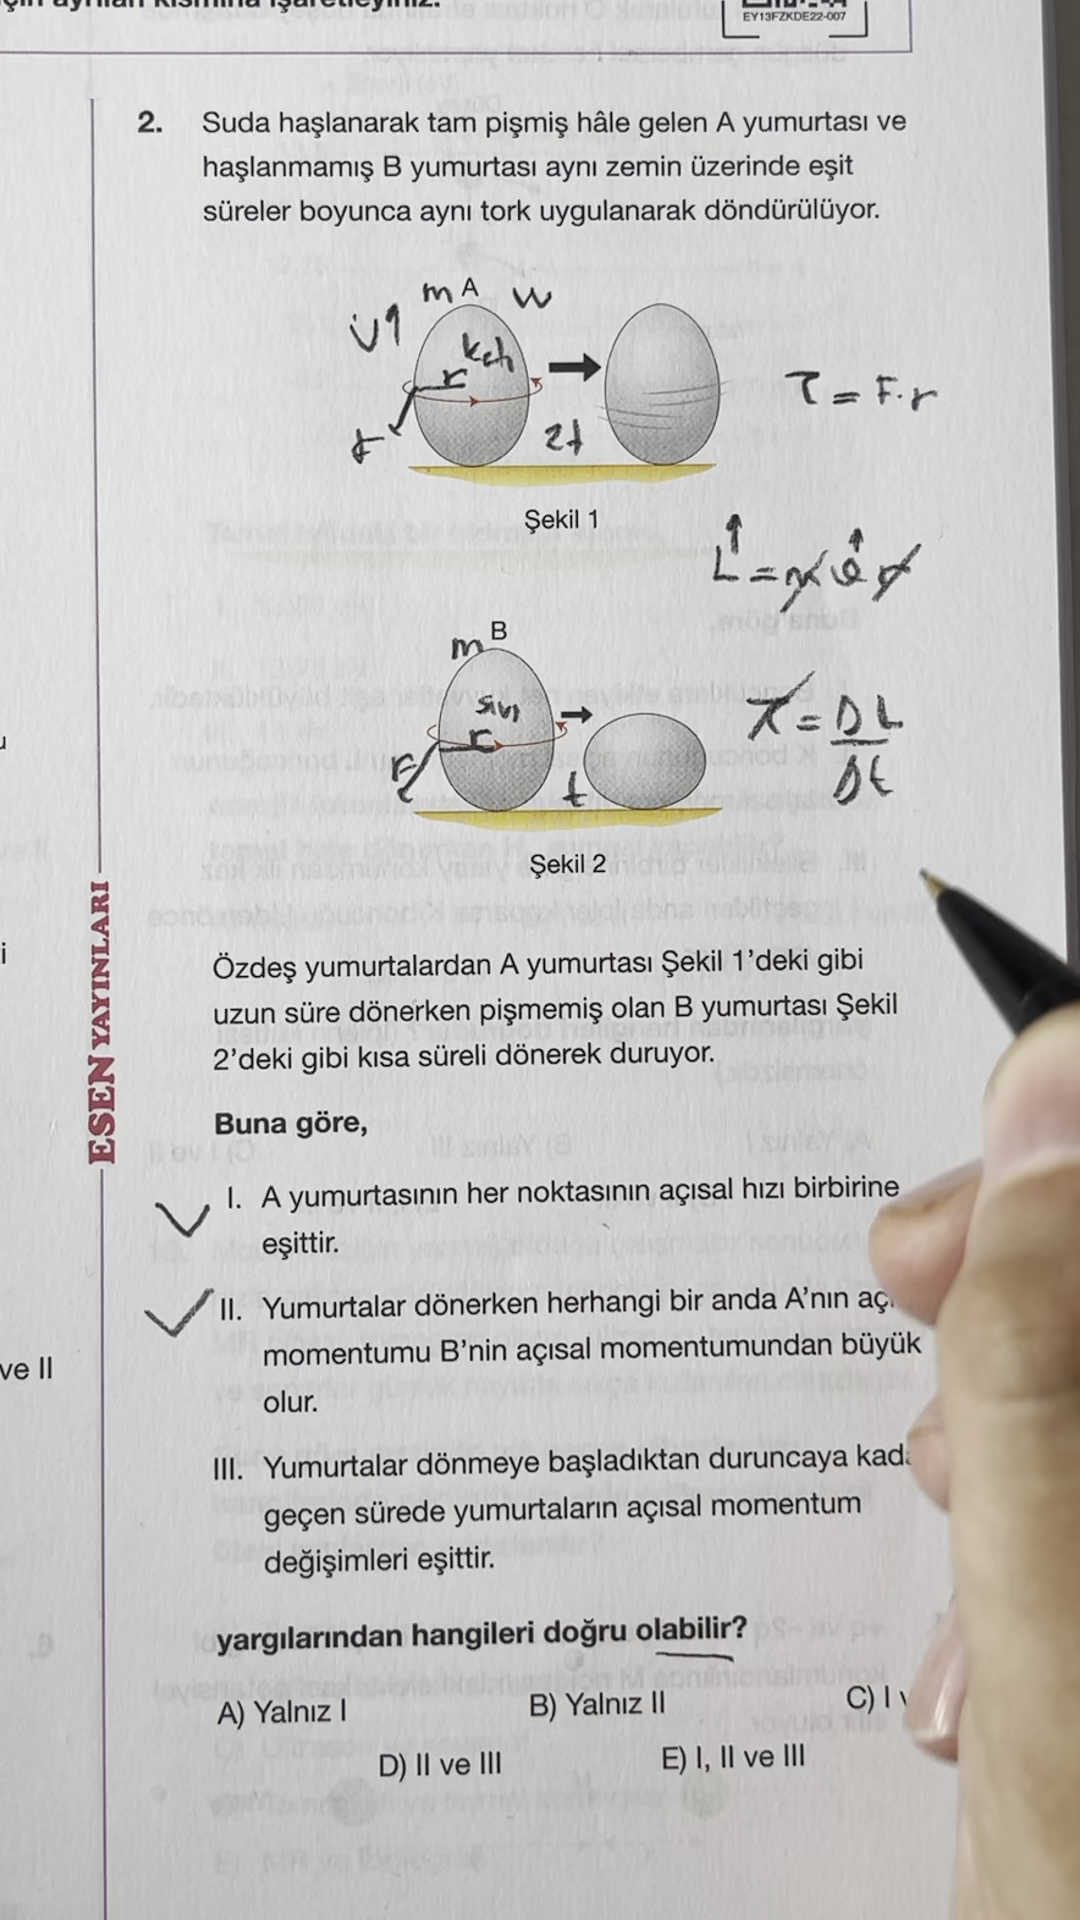 EY13FZKDE22-007
2. Suda haşlanarak tam pişmiş hâle gelen A yumurtası ve
haşlanmamış B yumurtası aynı zemin üzerinde eşit
süreler boyunca aynı tork uygulanarak döndürülüyor.
m A w
r
2t
τ = F.r
Şekil 1
m B
sıvı
r
F
t
Şekil 2
ESEN YAYINLARI
Özdeş yumurtalardan A yumurtası Şekil 1'deki gibi
uzun süre dönerken pişmemiş olan B yumurtası Şekil
2'deki gibi kısa süreli dönerek duruyor.
Buna göre,
I. A yumurtasının her noktasının açısal hızı birbirine
eşittir.
II. Yumurtalar dönerken herhangi bir anda A'nın
momentumu B'nin açısal momentumundan büyük
ve II
olur.
III. Yumurtalar dönmeye başladıktan duruncaya
geçen sürede yumurtaların açısal momentum
değişimleri eşittir.
yargılarından hangileri doğru olabilir?
A) Yalnız I B) Yalnız II C) I
D) II ve III E) I, II ve III